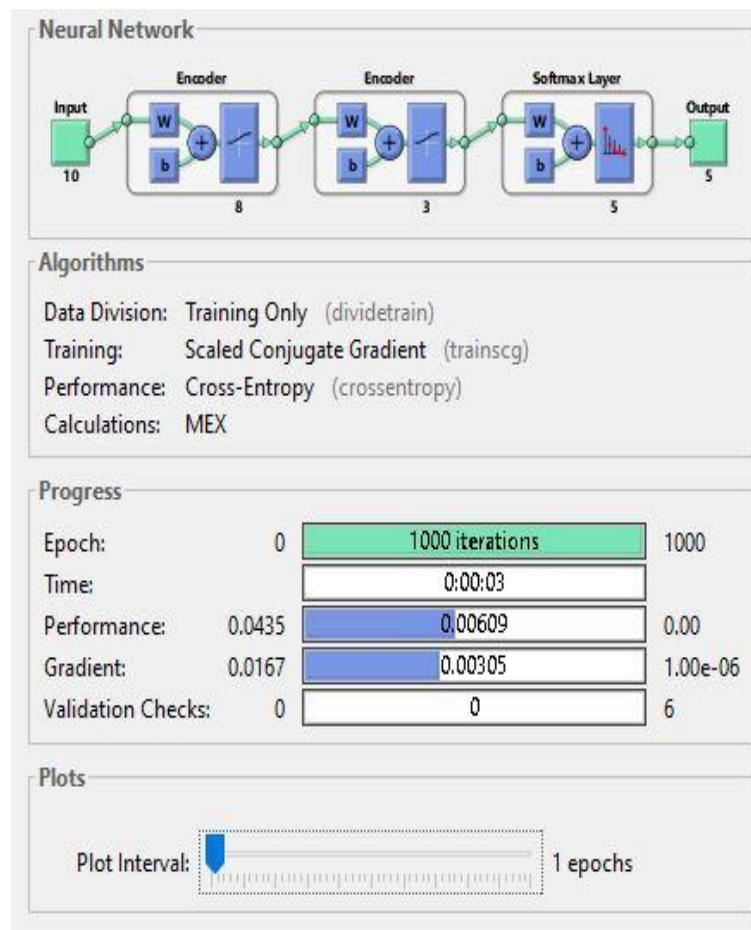 Neural Network
Encoder Encoder Softmax Layer
Input Output
W W W
+ + +
b b b
10 5
8 3 5
Algorithms
Data Division: Training Only (dividetrain)
Training: Scaled Conjugate Gradient (trainscg)
Performance: Cross-Entropy (crossentropy)
Calculations: MEX
Progress
Epoch: 0 1000 iterations 1000
Time: 0:00:03
Performance: 0.0435 0.00609 0.00
Gradient: 0.0167 0.00305 1.00e-06
Validation Checks: 0 0 6
Plots
Plot Interval: 1 epochs